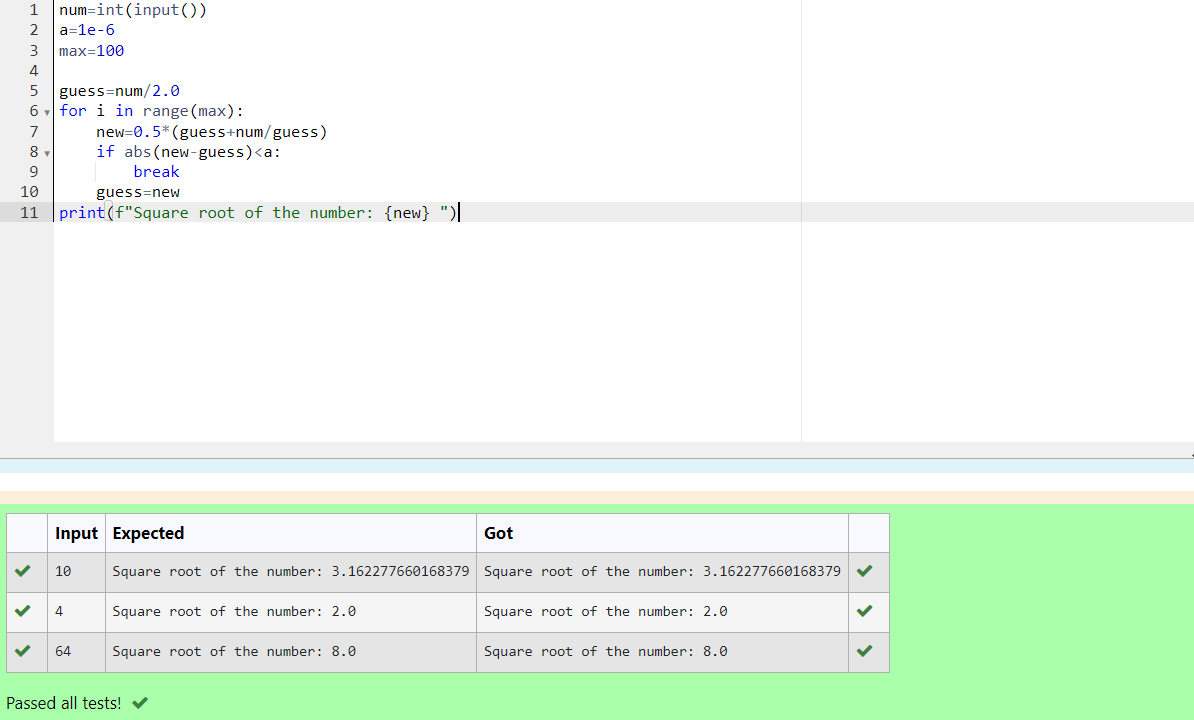 1 num=int(input())
2 a=1e-6
3 max=100
4
5 guess=num/2.0
6 for i in range(max):
7     new=0.5*(guess+num/guess)
8     if abs(new-guess)<a:
9         break
10     guess=new
11 print(f"Square root of the number: {new} ")
Input Expected Got
10 Square root of the number: 3.162277660168379 Square root of the number: 3.162277660168379
4 Square root of the number: 2.0 Square root of the number: 2.0
64 Square root of the number: 8.0 Square root of the number: 8.0
Passed all tests!